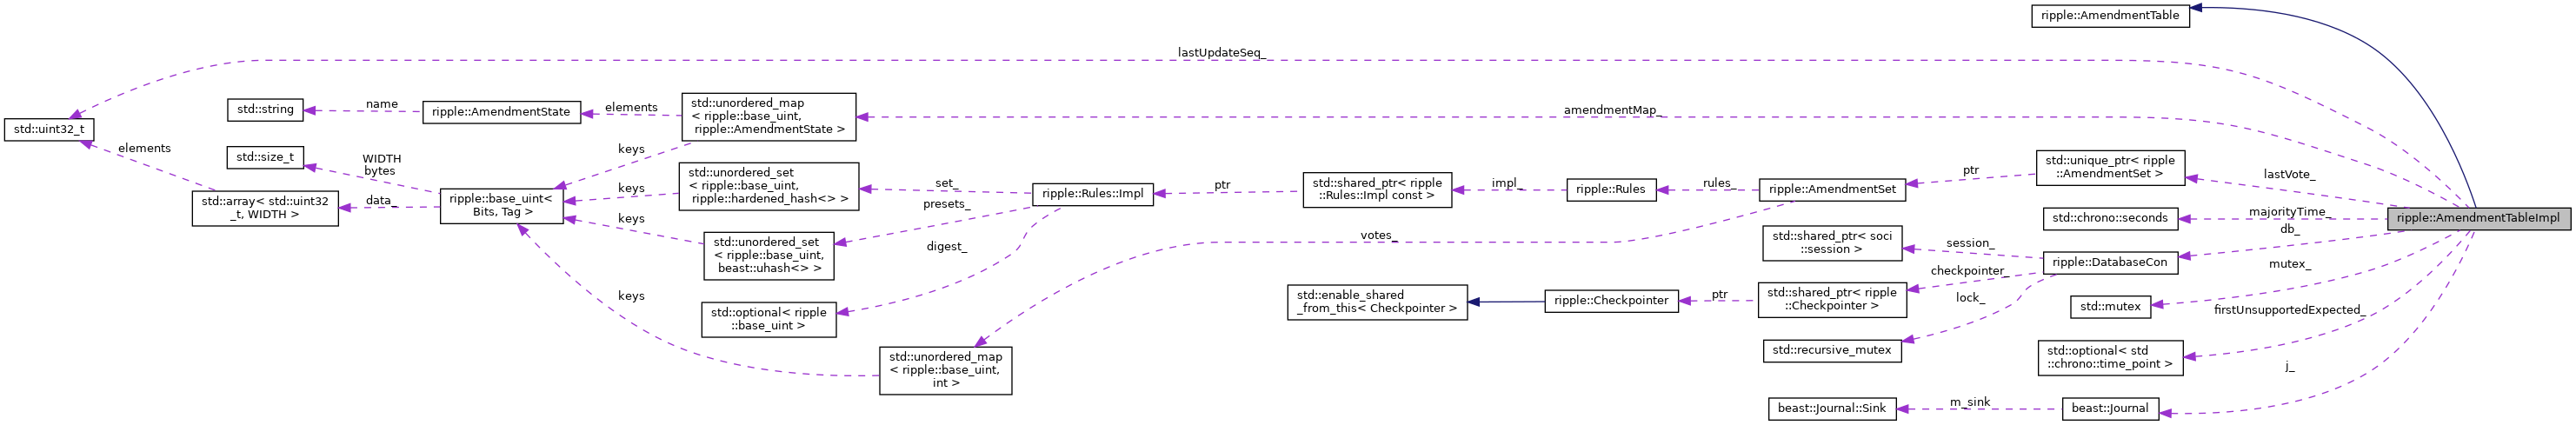 ripple::AmendmentTable
lastUpdateSeq_
std::string
name
ripple::AmendmentState
elements
std::unordered_map
< ripple::base_uint,
ripple::AmendmentState >
amendmentMap_
std::uint32_t
elements
std::size_t
WIDTH
bytes
keys
std::array< std::uint32
_t, WIDTH >
data_
ripple::base_uint<
Bits, Tag >
keys
std::unordered_set
< ripple::base_uint,
ripple::hardened_hash<> >
set_
presets_
ripple::Rules::Impl
ptr
std::shared_ptr< ripple
::Rules::Impl const >
impl_
ripple::Rules
rules_
ripple::AmendmentSet
ptr
std::unique_ptr< ripple
::AmendmentSet >
lastVote_
ripple::AmendmentTableImpl
keys
std::unordered_set
< ripple::base_uint,
beast::uhash<> >
digest_
votes_
std::chrono::seconds
majorityTime_
db_
std::shared_ptr< soci
::session >
session_
ripple::DatabaseCon
mutex_
keys
std::optional< ripple
::base_uint >
std::enable_shared
_from_this< Checkpointer >
ripple::Checkpointer
ptr
std::shared_ptr< ripple
::Checkpointer >
checkpointer_
lock_
std::mutex
firstUnsupportedExpected_
std::unordered_map
< ripple::base_uint,
int >
std::recursive_mutex
std::optional< std
::chrono::time_point >
j_
beast::Journal::Sink
m_sink
beast::Journal